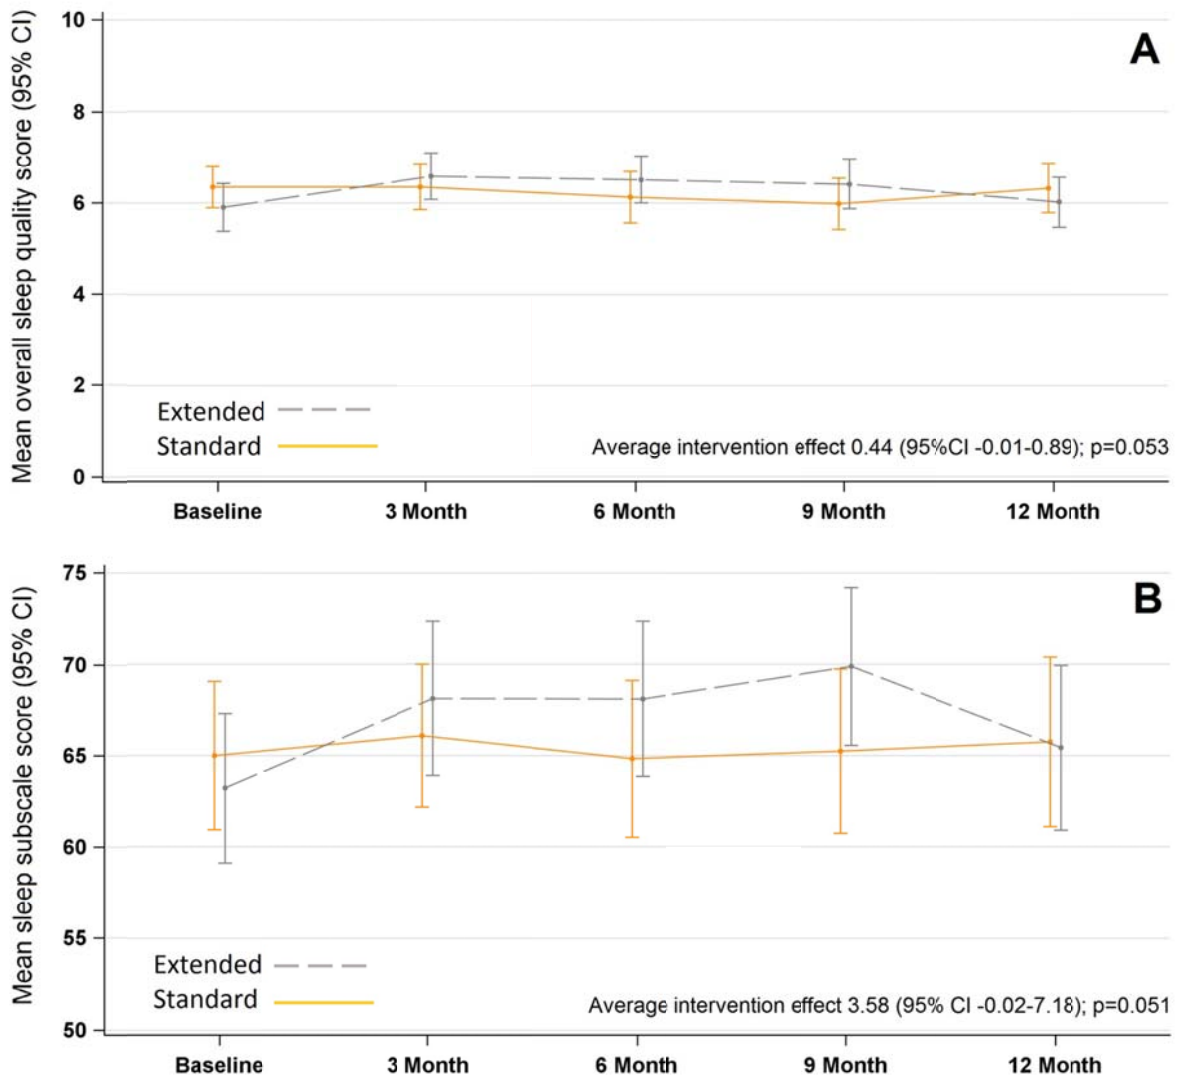 Mean overall sleep quality score (95% CI)
10
A
8
6
4
2
Extended
Standard
Average intervention effect 0.44 (95%CI -0.01-0.89); p=0.053
0
Baseline 3 Month 6 Month 9 Month 12 Month
Mean sleep subscale score (95% CI)
75
B
70
65
60
55
Extended
Standard
Average intervention effect 3.58 (95% CI -0.02-7.18); p=0.051
50
Baseline 3 Month 6 Month 9 Month 12 Month